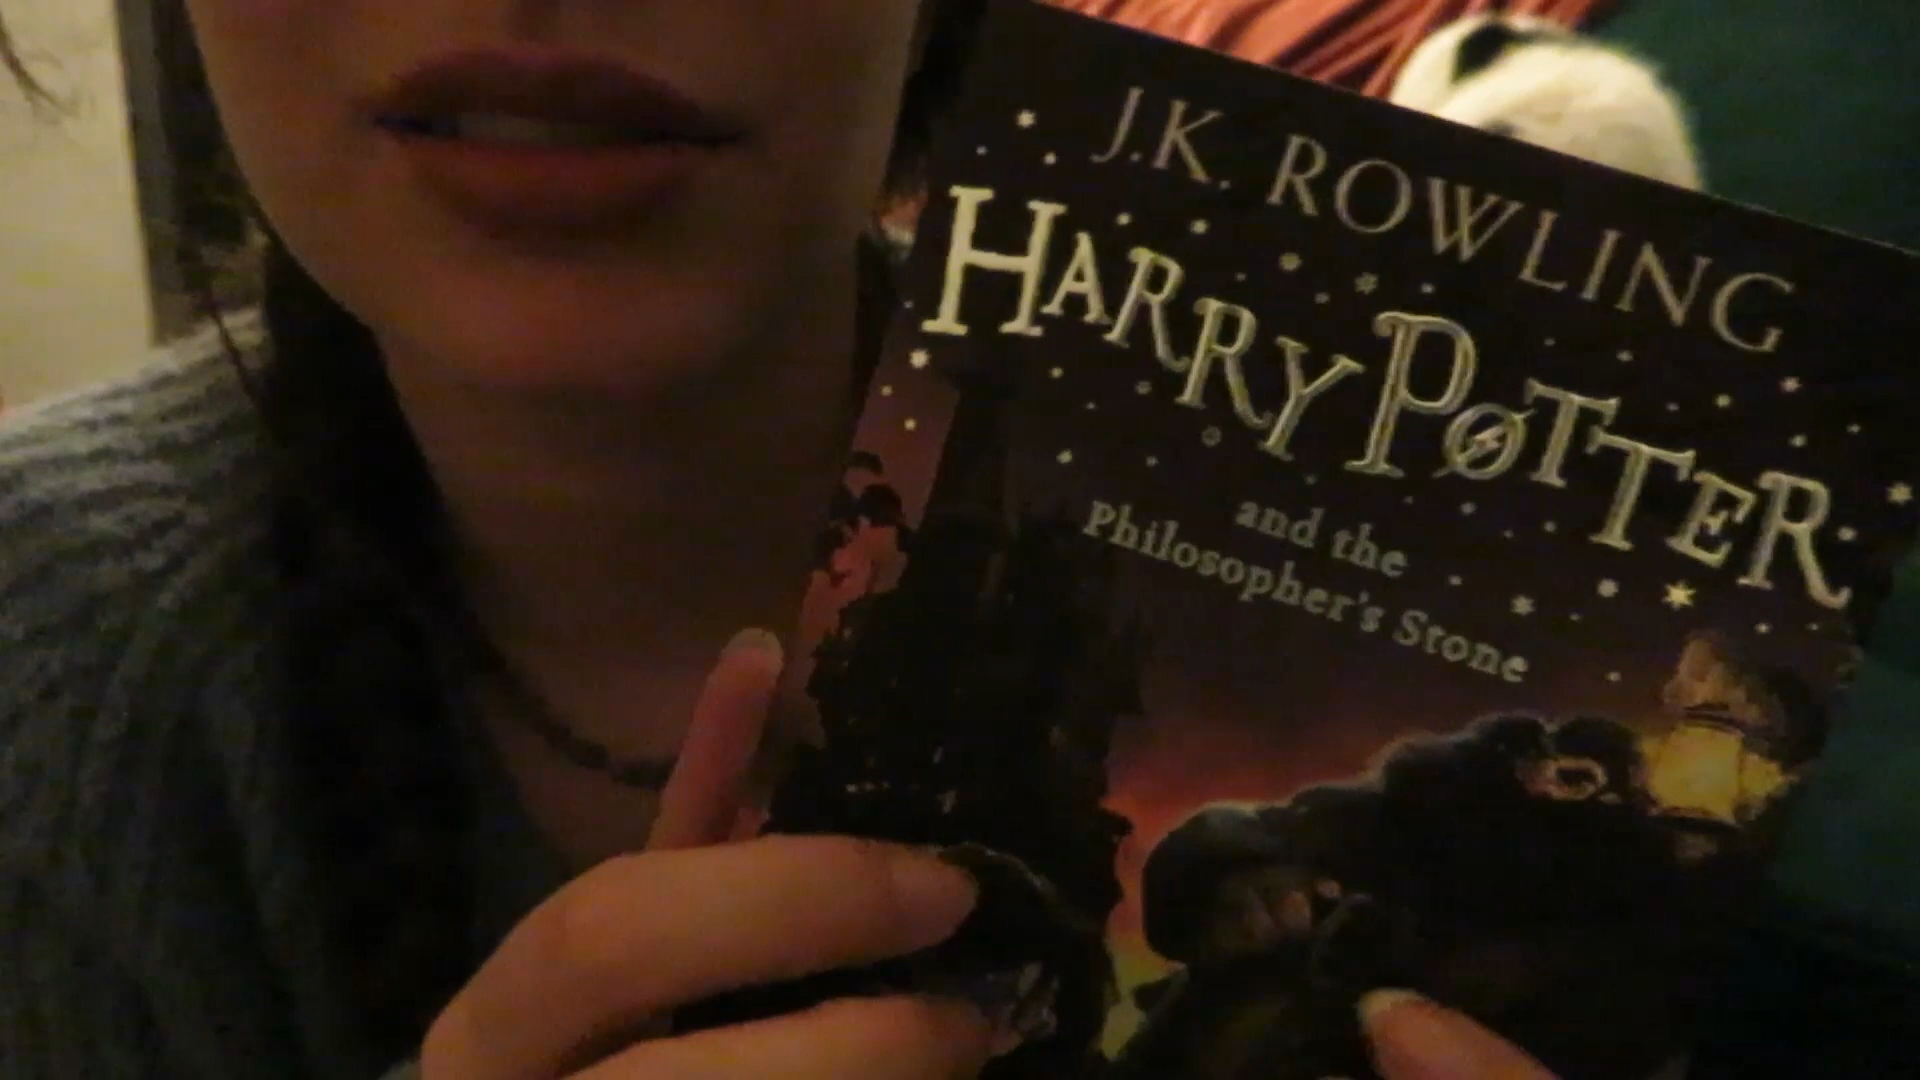 J.K. ROWLING
HARRY POTTER
and the
Philosopher's Stone